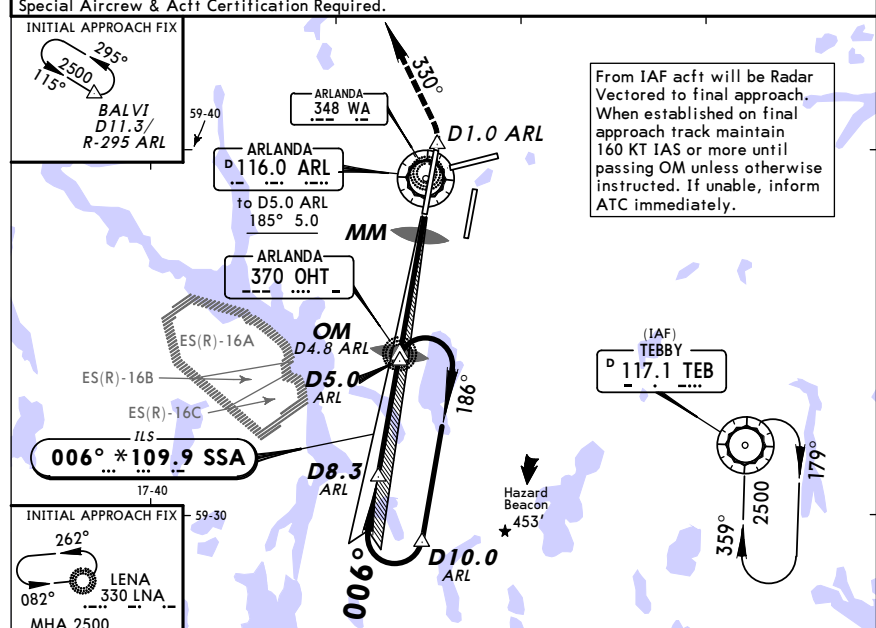 Special Aircrew & Acft Certification Required.
INITIAL APPROACH FIX
295°
2500
115°
BALVI
D11.3/
R-295 ARL
59-40
330°
ARLANDA
348 WA
D1.0 ARL
ARLANDA
D 116.0 ARL
to D5.0 ARL
185° 5.0
MM
From IAF acft will be Radar
Vectored to final approach.
When established on final
approach track maintain
160 KT IAS or more until
passing OM unless otherwise
instructed. If unable, inform
ATC immediately.
ARLANDA
370 OHT
OM
D4.8 ARL
ES(R)-16A
ES(R)-16B
ES(R)-16C
D5.0
ARL
186°
(IAF)
TEBBY
D 117.1 TEB
ILS
006° *109.9 SSA
17-40
D8.3
ARL
Hazard
Beacon
453'
179°
2500
359°
59-30
INITIAL APPROACH FIX
262°
082°
LENA
330 LNA
MHA 2500
006°
D10.0
ARL